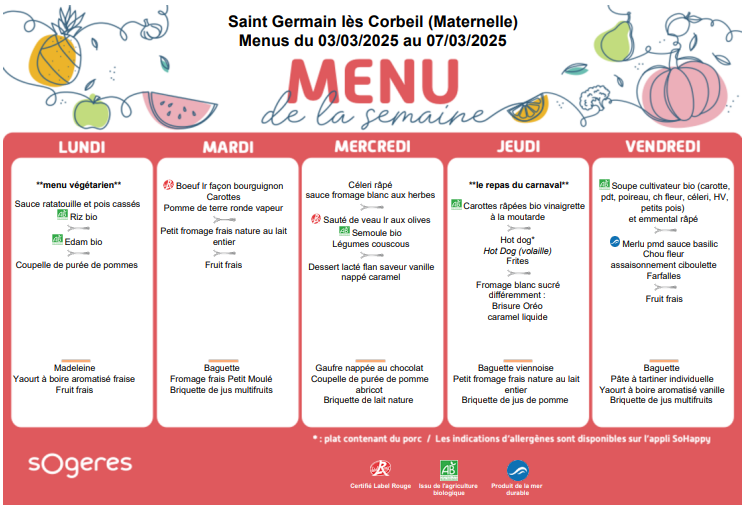 Saint Germain lès Corbeil (Maternelle)
Menus du 03/03/2025 au 07/03/2025
MENU
de la semaine
LUNDI
**menu végétarien**
Sauce ratatouille et pois cassés
AB Riz bio
AB Edam bio
Coupelle de purée de pommes
Madeleine
Yaourt à boire aromatisé fraise
Fruit frais
MARDI
Boeuf lr façon bourguignon
Carottes
Pomme de terre ronde vapeur
Petit fromage frais nature au lait
entier
Fruit frais
Baguette
Fromage frais Petit Moulé
Briquette de jus multifruits
MERCREDI
Céleri râpé
sauce fromage blanc aux herbes
Sauté de veau lr aux olives
AB Semoule bio
Légumes couscous
Dessert lacté flan saveur vanille
nappé caramel
Gaufre nappée au chocolat
Coupelle de purée de pomme
abricot
Briquette de lait nature
JEUDI
**le repas du carnaval**
AB Carottes râpées bio vinaigrette
à la moutarde
Hot dog*
Hot Dog (volaille)
Frites
Fromage blanc sucré
différemment :
Brisure Oréo
caramel liquide
Baguette viennoise
Petit fromage frais nature au lait
entier
Briquette de jus de pomme
VENDREDI
AB Soupe cultivateur bio (carotte,
pdt, poireau, ch fleur, céleri, HV,
petits pois)
et emmental râpé
Merlu pmd sauce basilic
Chou fleur
assaisonnement ciboulette
Farfalles
Fruit frais
Baguette
Pâte à tartiner individuelle
Yaourt à boire aromatisé vanille
Briquette de jus multifruits
* : plat contenant du porc / Les indications d'allergènes sont disponibles sur l'appli SoHappy
sOgeres
Certifié Label Rouge
AB
Issu de l'agriculture
biologique
Produit de la mer
durable